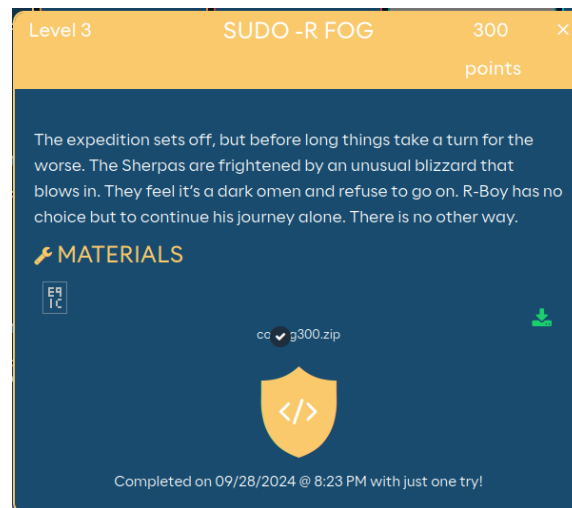 Level 3 SUDO -R FOG 300 ×
points
The expedition sets off, but before long things take a turn for the
worse. The Sherpas are frightened by an unusual blizzard that
blows in. They feel it's a dark omen and refuse to go on. R-Boy has no
choice but to continue his journey alone. There is no other way.
MATERIALS
g300.zip
</>
Completed on 09/28/2024 @ 8:23 PM with just one try!